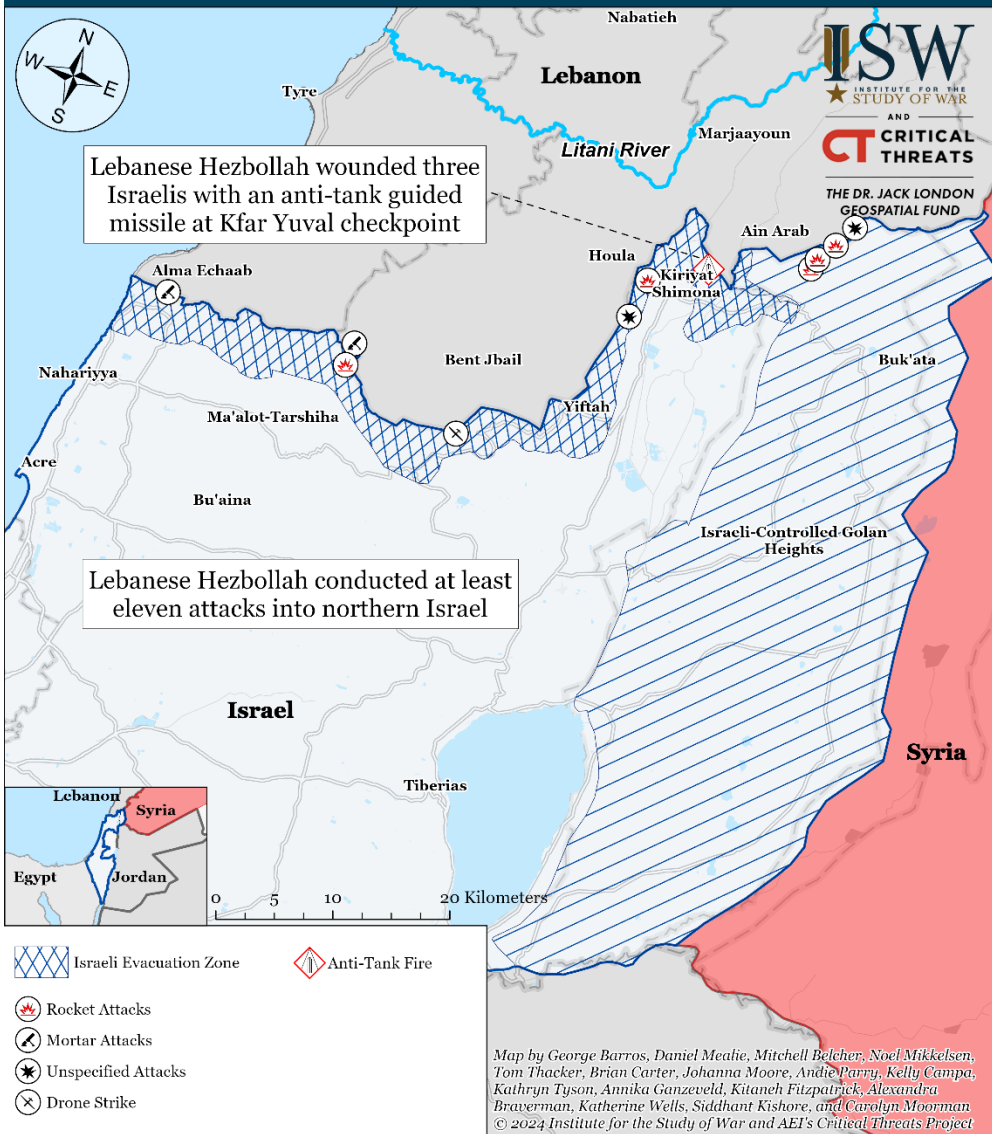 N
W
E
S
Nabatieh
Lebanon
Tyre
Marjaayoun
Litani River
ISW
INSTITUTE FOR THE
STUDY OF WAR
AND
CT CRITICAL
THREATS
THE DR. JACK LONDON
GEOSPATIAL FUND
Lebanese Hezbollah wounded three
Israelis with an anti-tank guided
missile at Kfar Yuval checkpoint
Ain Arab
Houla
Alma Echaab
Kiriyat
Shimona
Bent Jbail
Buk'ata
Nahariyya
Yiftah
Ma'alot-Tarshiha
Acre
Bu'aina
Israeli-Controlled Golan
Heights
Lebanese Hezbollah conducted at least
eleven attacks into northern Israel
Israel
Syria
Tiberias
Lebanon
Syria
Egypt
Jordan
0 5 10 20 Kilometers
Israeli Evacuation Zone
Anti-Tank Fire
Rocket Attacks
Mortar Attacks
Unspecified Attacks
Drone Strike
Map by George Barros, Daniel Mealie, Mitchell Belcher, Noel Mikkelsen,
Tom Thacker, Brian Carter, Johanna Moore, Andie Parry, Kelly Campa,
Kathryn Tyson, Annika Ganzeveld, Kitaneh Fitzpatrick, Alexandra
Braverman, Katherine Wells, Siddhant Kishore, and Carolyn Moorman
© 2024 Institute for the Study of War and AEI's Critical Threats Project